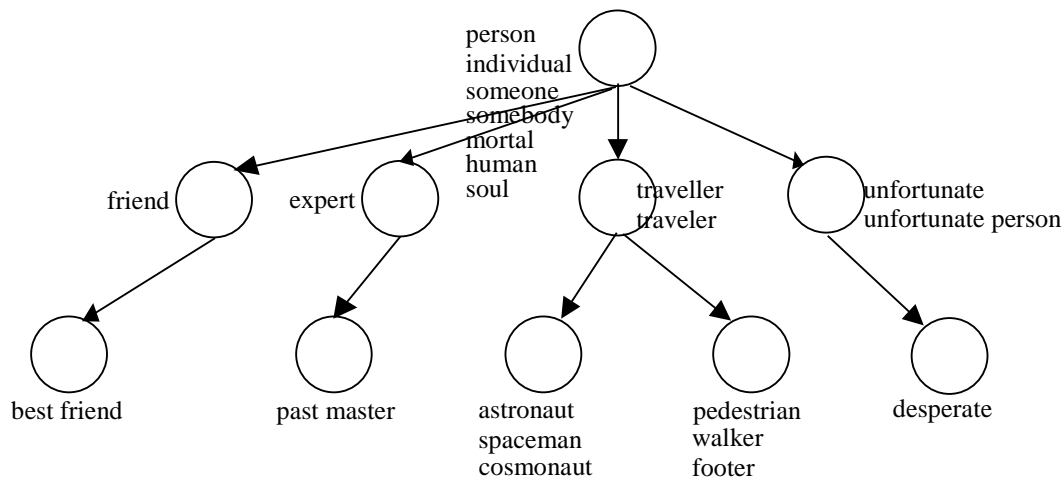 person
individual
someone
somebody
mortal
human
soul
friend
expert
traveller
traveler
unfortunate
unfortunate person
best friend
past master
astronaut
spaceman
cosmonaut
pedestrian
walker
footer
desperate